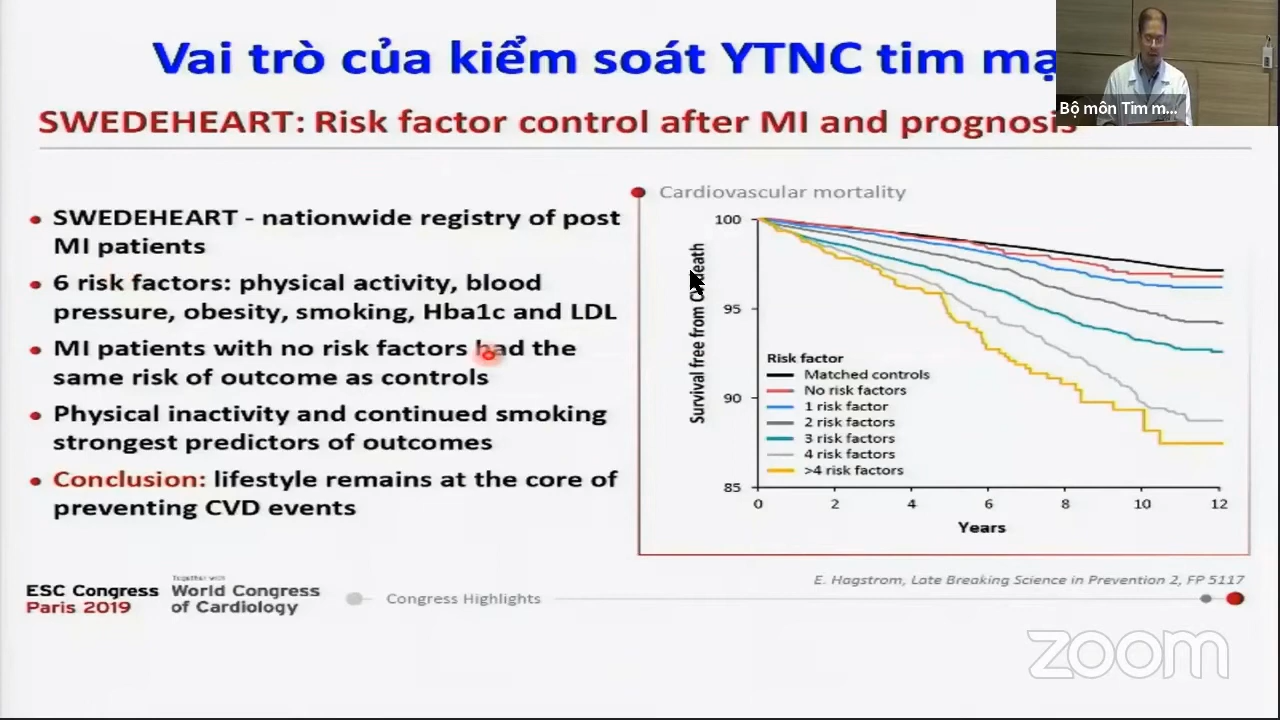 Vai trò của kiểm soát YTNC tim
Bộ môn Tim m...
SWEDEHEART: Risk factor control after MI and prognosis
SWEDEHEART - nationwide registry of post
MI patients
6 risk factors: physical activity, blood
pressure, obesity, smoking, Hba1c and LDL
MI patients with no risk factors had the
same risk of outcome as controls
Physical inactivity and continued smoking
strongest predictors of outcomes
Conclusion: lifestyle remains at the core of
preventing CVD events
Cardiovascular mortality
Survival free from death
100
95
90
85
Risk factor
Matched controls
No risk factors
1 risk factor
2 risk factors
3 risk factors
4 risk factors
>4 risk factors
0 2 4 6 8 10 12
Years
E. Hagstrom, Late Breaking Science in Prevention 2, FP 5117
ESC Congress
Paris 2019
Together with
World Congress
of Cardiology
Congress Highlights
zoom